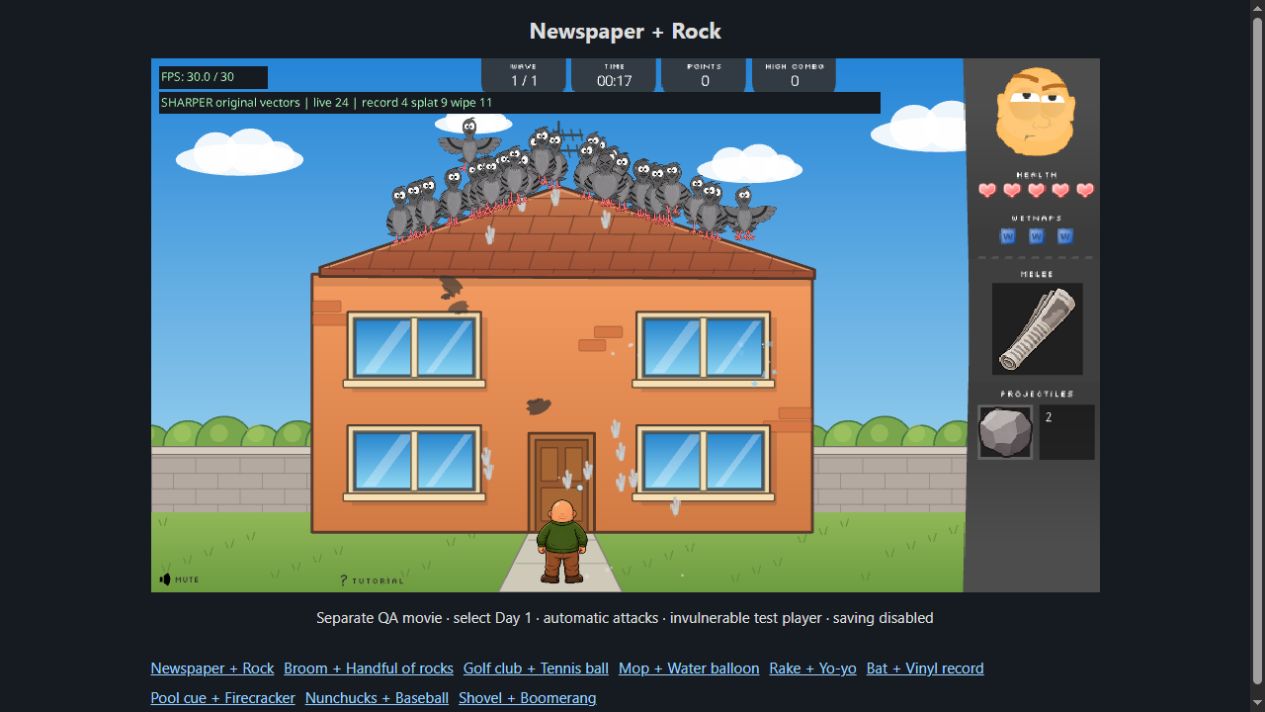 Newspaper + Rock
FPS: 30.0 / 30
WAVE
1 / 1
TIME
00:17
POINTS
0
HIGH COMBO
0
SHARPER original vectors | live 24 | record 4 splat 9 wipe 11
HEALTH
WETNAPS
W W W
MELEE
PROJECTILES
2
MUTE
? TUTORIAL
Separate QA movie · select Day 1 · automatic attacks · invulnerable test player · saving disabled
Newspaper + Rock Broom + Handful of rocks Golf club + Tennis ball Mop + Water balloon Rake + Yo-yo Bat + Vinyl record
Pool cue + Firecracker Nunchucks + Baseball Shovel + Boomerang